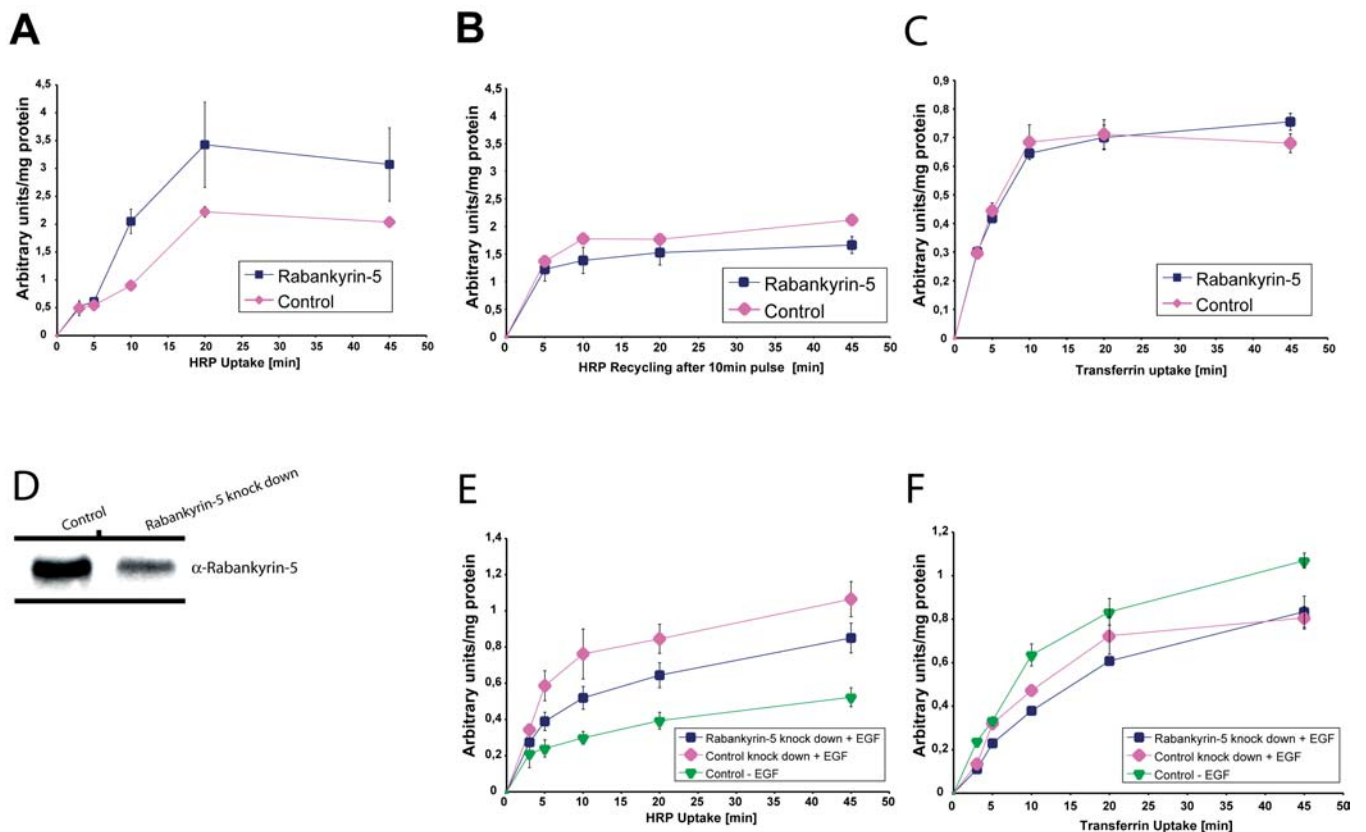 A
Arbitrary units/mg protein
4,5
4
3,5
3
2,5
2
1,5
1
0,5
0
0 5 10 15 20 25 30 35 40 45 50
HRP Uptake [min]
Rabankyrin-5
Control
B
Arbitrary units/mg protein
4,5
4
3,5
3
2,5
2
1,5
1
0,5
0
0 5 10 15 20 25 30 35 40 45 50
HRP Recycling after 10min pulse [min]
Rabankyrin-5
Control
C
Arbitrary units/mg protein
0,9
0,8
0,7
0,6
0,5
0,4
0,3
0,2
0,1
0
0 5 10 15 20 25 30 35 40 45 50
Transferrin uptake [min]
Rabankyrin-5
Control
D
Control
Rabankyrin-5 knock down
α-Rabankyrin-5
E
Arbitrary units/mg protein
1,4
1,2
1
0,8
0,6
0,4
0,2
0
0 5 10 15 20 25 30 35 40 45 50
HRP Uptake [min]
Rabankyrin-5 knock down + EGF
Control knock down + EGF
Control - EGF
F
Arbitrary units/mg protein
1,2
1
0,8
0,6
0,4
0,2
0
0 5 10 15 20 25 30 35 40 45 50
Transferrin Uptake [min]
Rabankyrin-5 knock down + EGF
Control knock down + EGF
Control - EGF